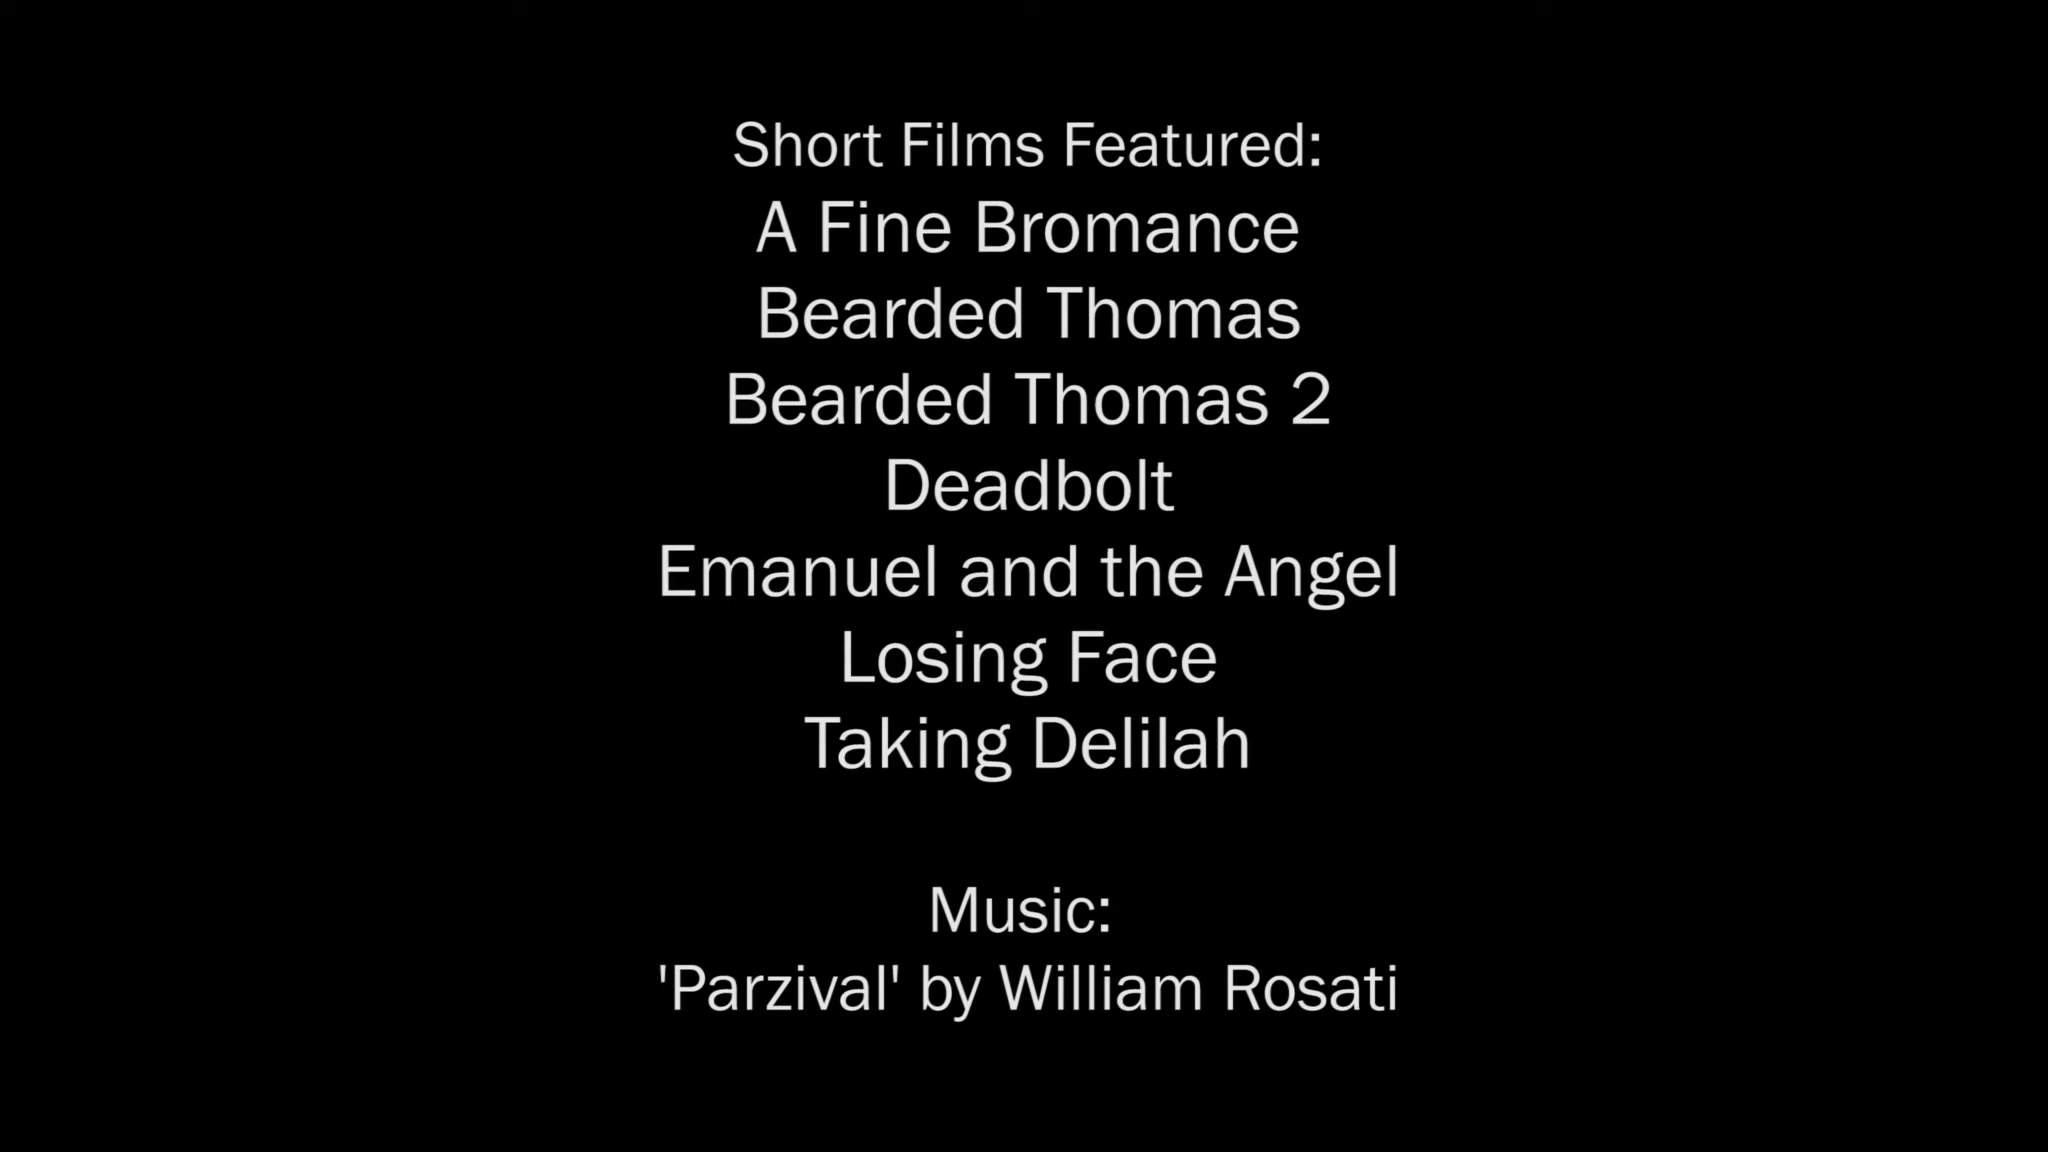 Short Films Featured:
A Fine Bromance
Bearded Thomas
Bearded Thomas 2
Deadbolt
Emanuel and the Angel
Losing Face
Taking Delilah
Music:
'Parzival' by William Rosati